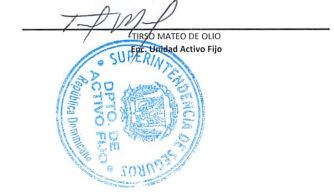 TIRSO MATEO DE OLIO
Enc. Unidad Activo Fijo
SUPERINTENDENCIA DE SEGUROS
DPTO. DE
ACTIVO FIJO
República Dominicana